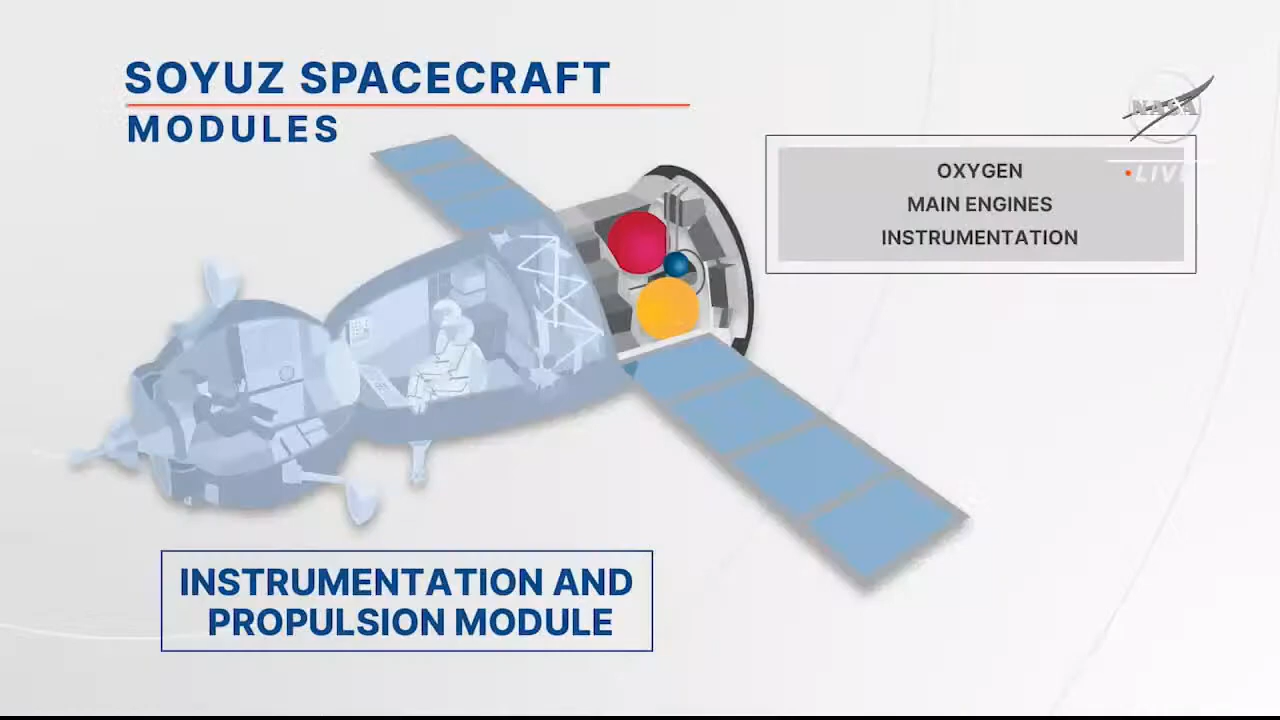 SOYUZ SPACECRAFT
MODULES
NASA
LIVE
OXYGEN
MAIN ENGINES
INSTRUMENTATION
INSTRUMENTATION AND
PROPULSION MODULE